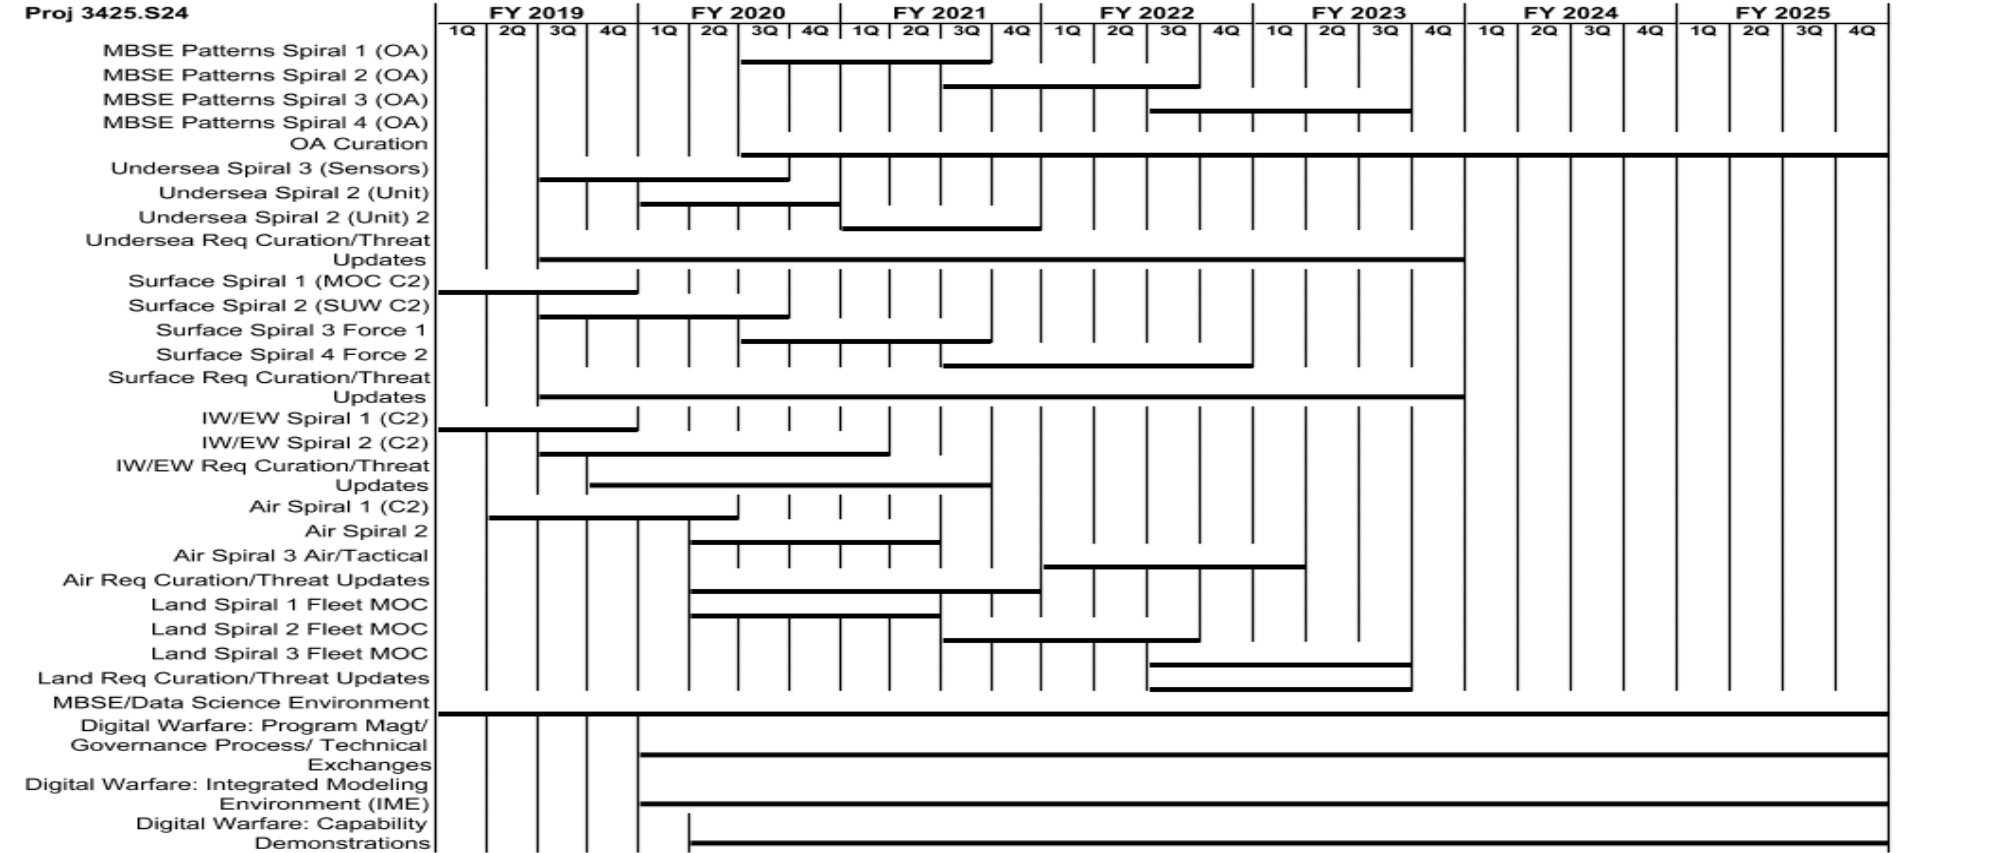 Proj 3425.S24 FY 2019 FY 2020 FY 2021 FY 2022 FY 2023 FY 2024 FY 2025
1Q 2Q 3Q 4Q 1Q 2Q 3Q 4Q 1Q 2Q 3Q 4Q 1Q 2Q 3Q 4Q 1Q 2Q 3Q 4Q 1Q 2Q 3Q 4Q 1Q 2Q 3Q 4Q
MBSE Patterns Spiral 1 (OA)
MBSE Patterns Spiral 2 (OA)
MBSE Patterns Spiral 3 (OA)
MBSE Patterns Spiral 4 (OA)
OA Curation
Undersea Spiral 3 (Sensors)
Undersea Spiral 2 (Unit)
Undersea Spiral 2 (Unit) 2
Undersea Req Curation/Threat
Updates
Surface Spiral 1 (MOC C2)
Surface Spiral 2 (SUW C2)
Surface Spiral 3 Force 1
Surface Spiral 4 Force 2
Surface Req Curation/Threat
Updates
IW/EW Spiral 1 (C2)
IW/EW Spiral 2 (C2)
IW/EW Req Curation/Threat
Updates
Air Spiral 1 (C2)
Air Spiral 2
Air Spiral 3 Air/Tactical
Air Req Curation/Threat Updates
Land Spiral 1 Fleet MOC
Land Spiral 2 Fleet MOC
Land Spiral 3 Fleet MOC
Land Req Curation/Threat Updates
MBSE/Data Science Environment
Digital Warfare: Program Magt/
Governance Process/ Technical
Exchanges
Digital Warfare: Integrated Modeling
Environment (IME)
Digital Warfare: Capability
Demonstrations